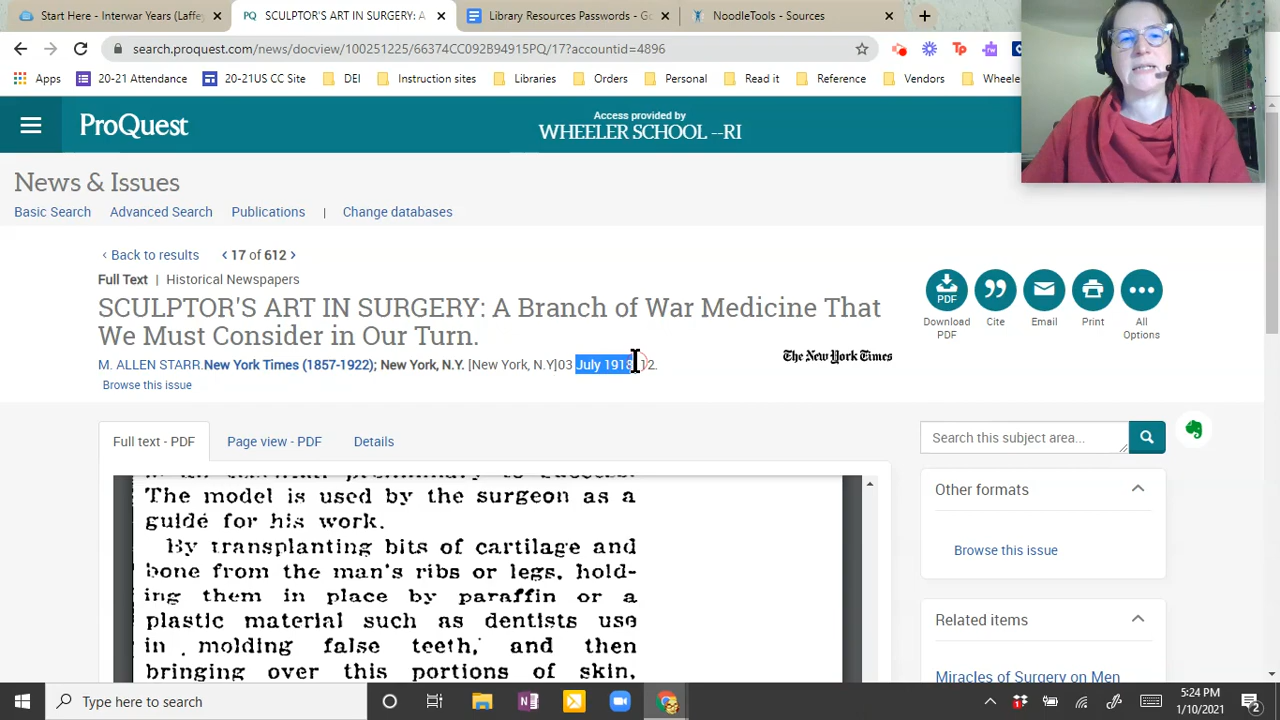 Start Here - Interwar Years (Laffey
SCULPTOR'S ART IN SURGERY: A
Library Resources Passwords - Go
NoodleTools - Sources
search.proquest.com/news/docview/100251225/66574CC092B94915PQ/17?accountid=4896
Apps
20-21 Attendance
20-21US CC Site
DEI
Instruction sites
Libraries
Orders
Personal
Read it
Reference
Vendors
Wheele
ProQuest
Access provided by
WHEELER SCHOOL --RI
News & Issues
Basic Search
Advanced Search
Publications
|
Change databases
Back to results
17 of 612
Full Text | Historical Newspapers
SCULPTOR'S ART IN SURGERY: A Branch of War Medicine That
We Must Consider in Our Turn.
M. ALLEN STARR.New York Times (1857-1922); New York, N.Y. [New York, N.Y]03 July 1918: 12.
Browse this issue
The New York Times
PDF
Download
PDF
Cite
Email
Print
All
Options
Full text - PDF
Page view - PDF
Details
Search this subject area...
The model is used by the surgeon as a
guide for his work.
By transplanting bits of cartilage and
bone from the man's ribs or legs, hold-
ing them in place by paraffin or a
plastic material such as dentists use
in molding false teeth, and then
bringing over this portions of skin,
Other formats
Browse this issue
Related items
Miracles of Surgery on Men
Type here to search
5:24 PM
1/10/2021
2